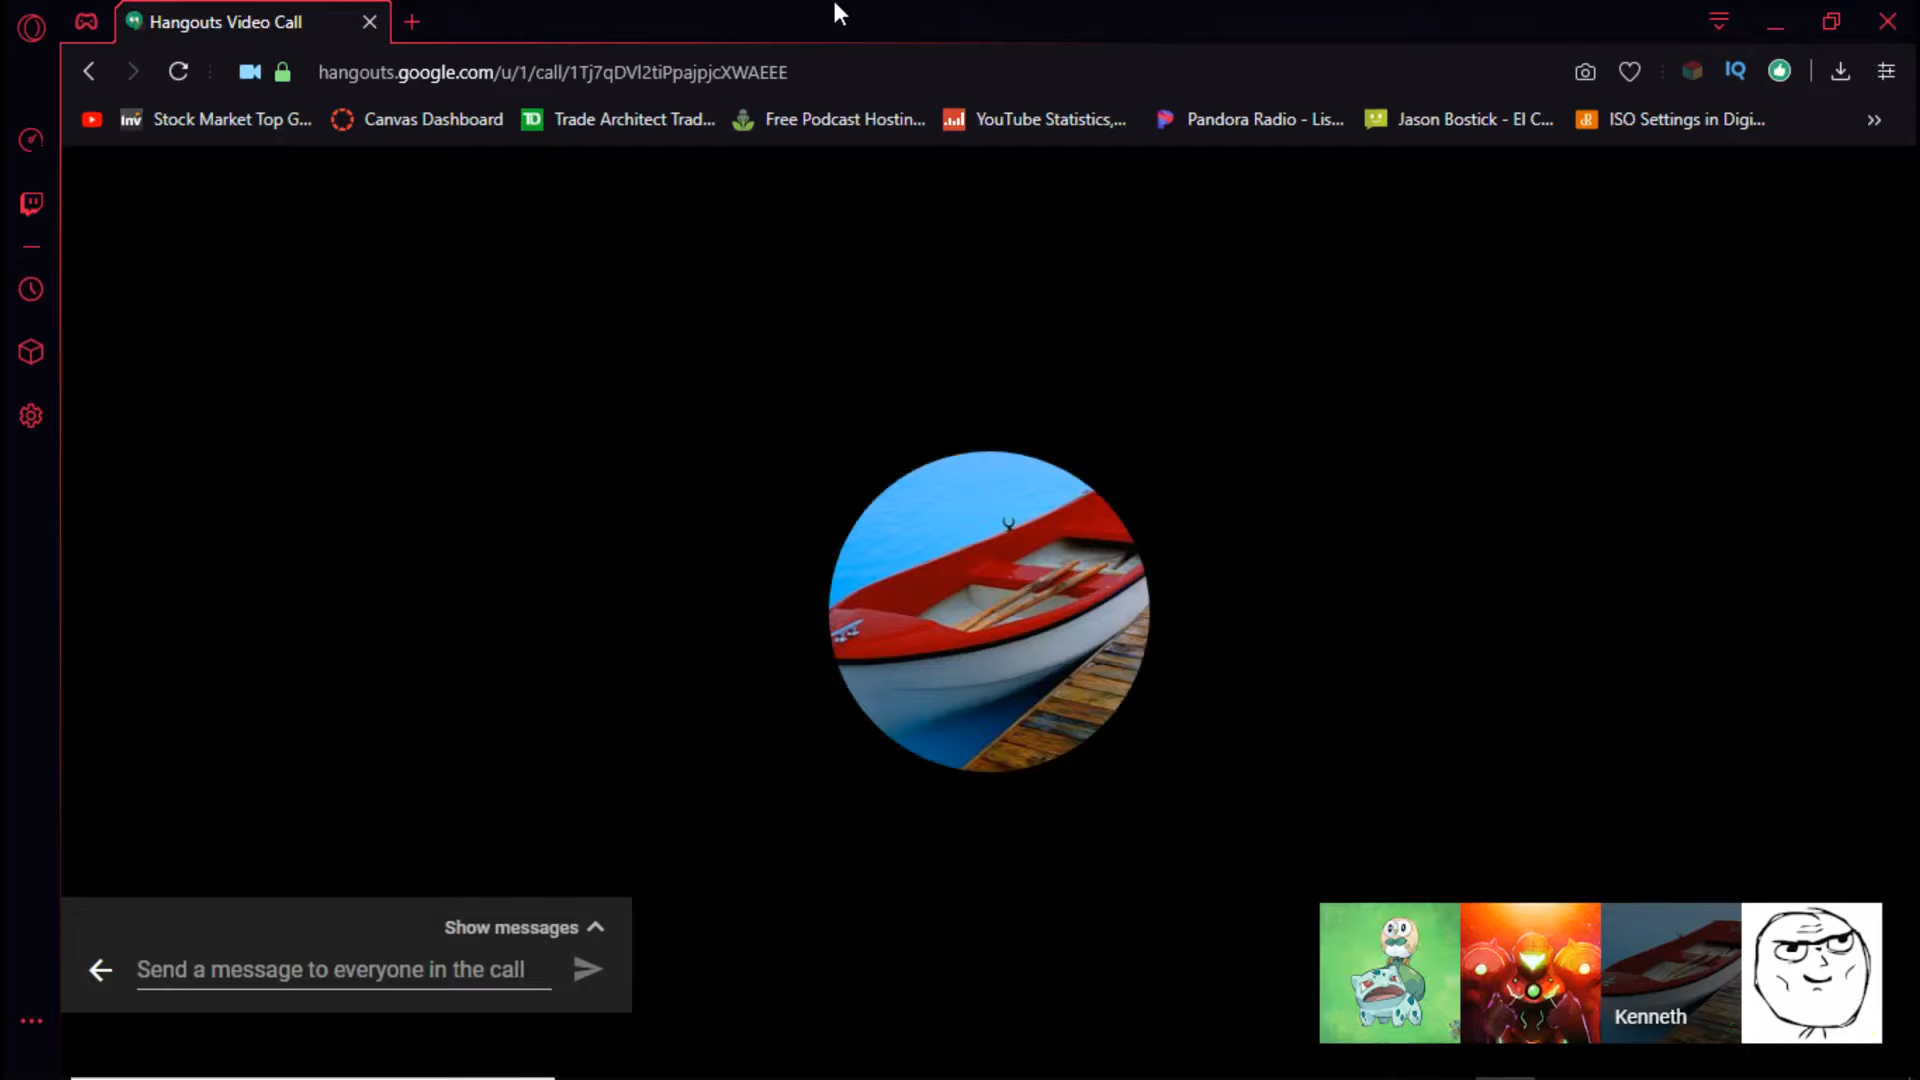 Hangouts Video Call
hangouts.google.com/u/1/call/1Tj7qDVl2tiPpajpjcXWAEEE
IQ
inv Stock Market Top G... Canvas Dashboard TD Trade Architect Trad... Free Podcast Hostin... YouTube Statistics,... Pandora Radio - Lis... Jason Bostick - El C... ISO Settings in Digi...
Show messages
Send a message to everyone in the call
Kenneth